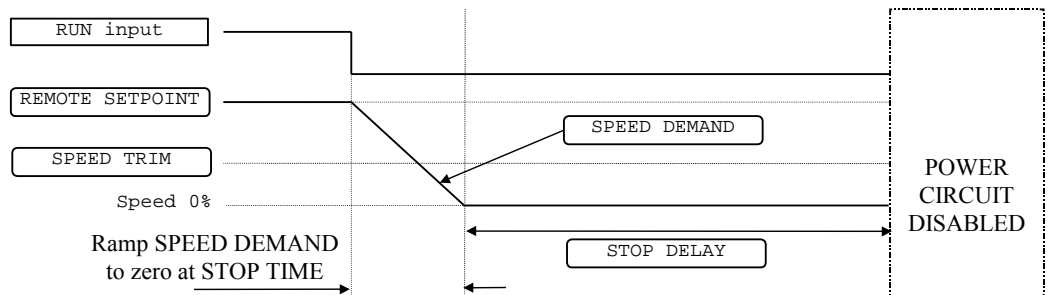 RUN input
REMOTE SETPOINT
SPEED DEMAND
SPEED TRIM
POWER
CIRCUIT
DISABLED
Speed 0%
Ramp SPEED DEMAND
to zero at STOP TIME
STOP DELAY